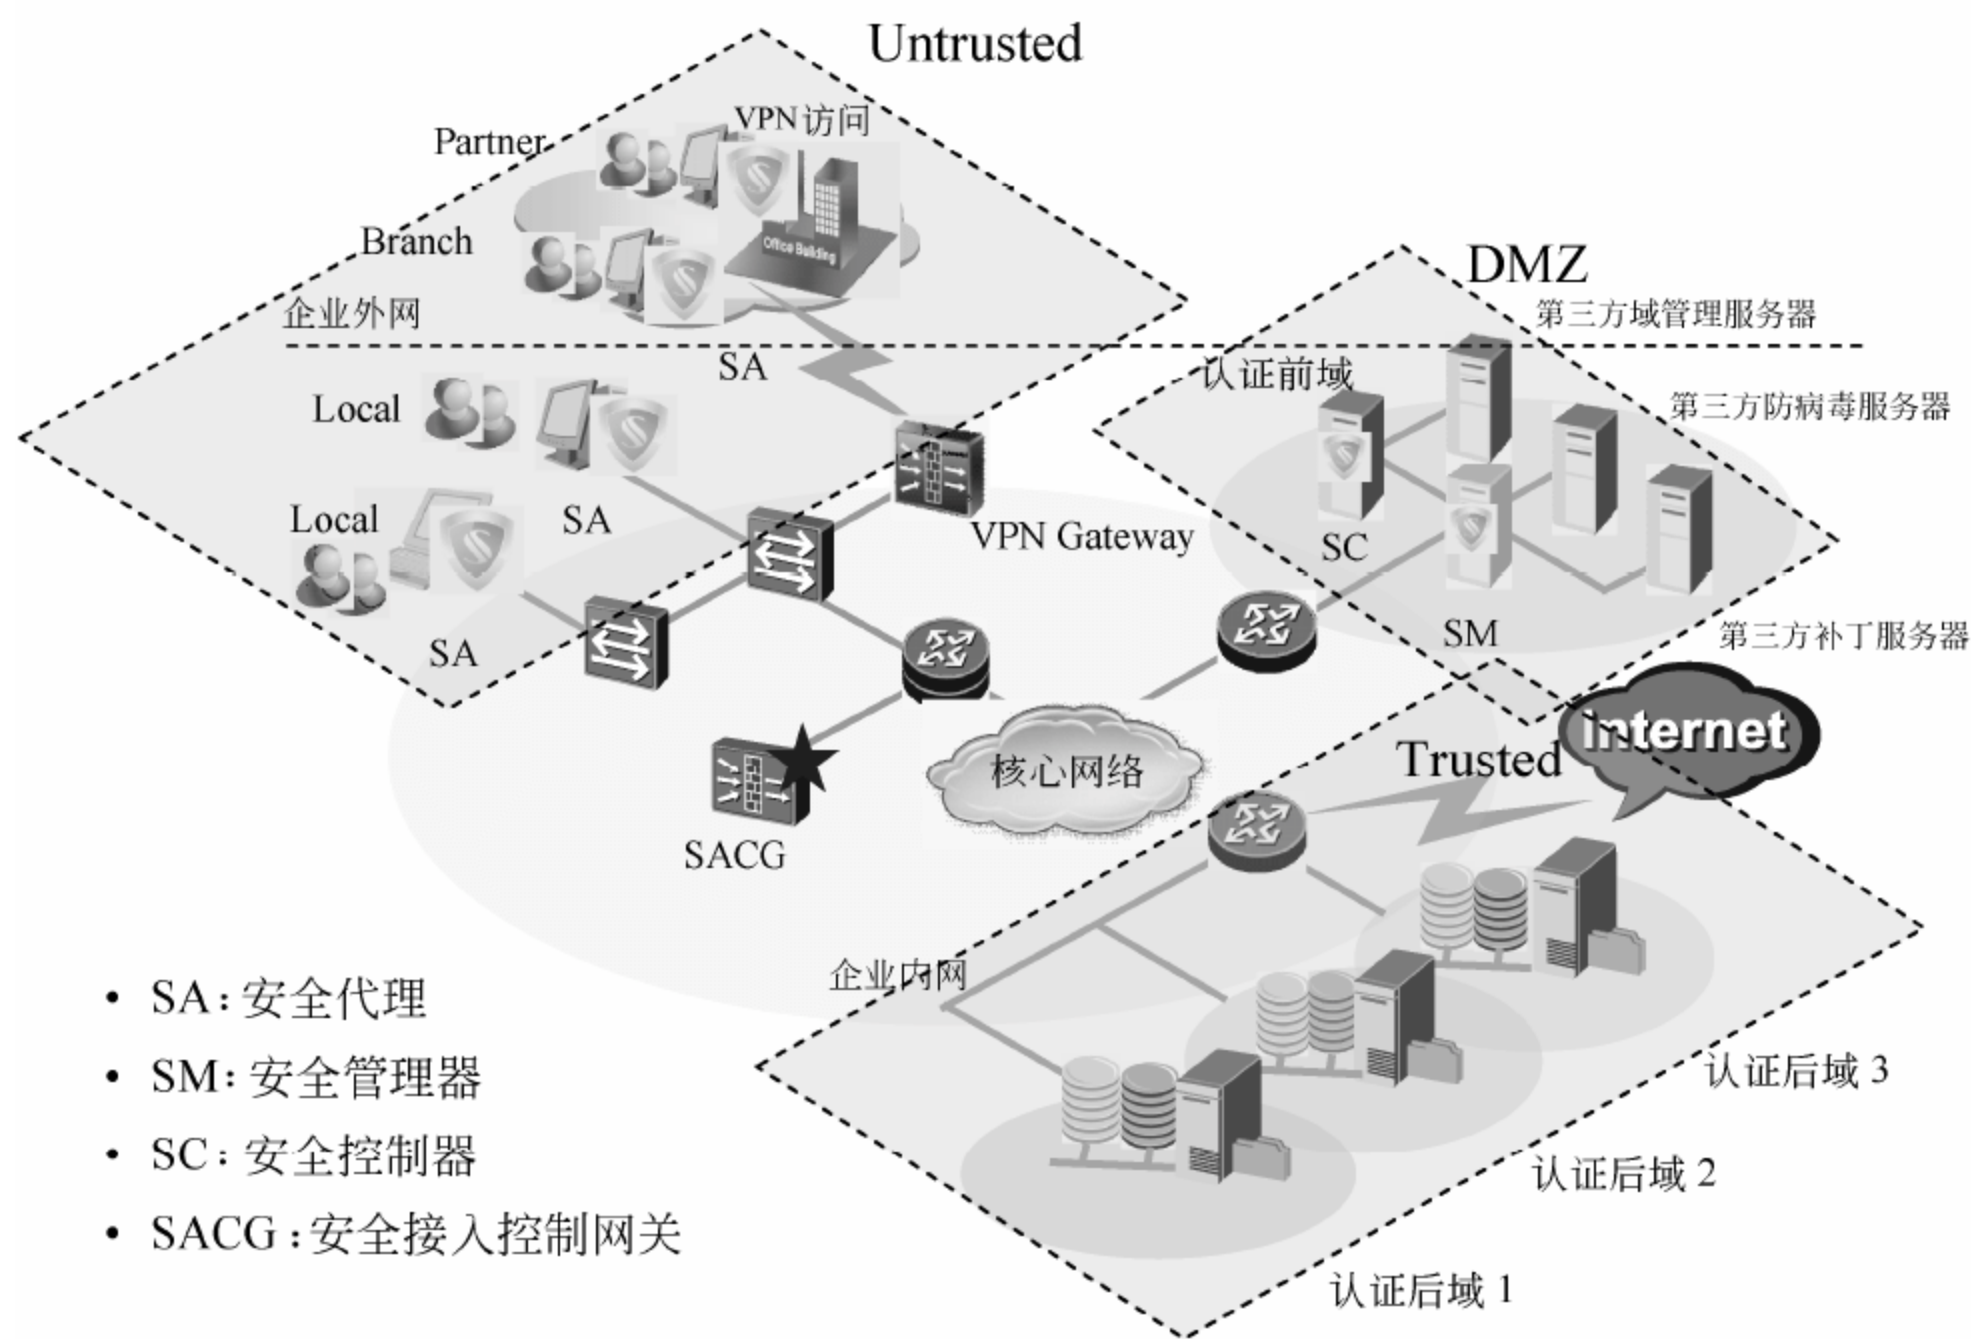 Untrusted
VPN 访问
Partner
Office Building
Branch
DMZ
企业外网
第三方域管理服务器
SA
认证前域
Local
第三方防病毒服务器
Local
SA
VPN Gateway
SC
SA
SM
第三方补丁服务器
internet
Trusted
核心网络
SACG
企业内网
• SA：安全代理
• SM：安全管理器
• SC：安全控制器
• SACG：安全接入控制网关
认证后域 3
认证后域 2
认证后域 1